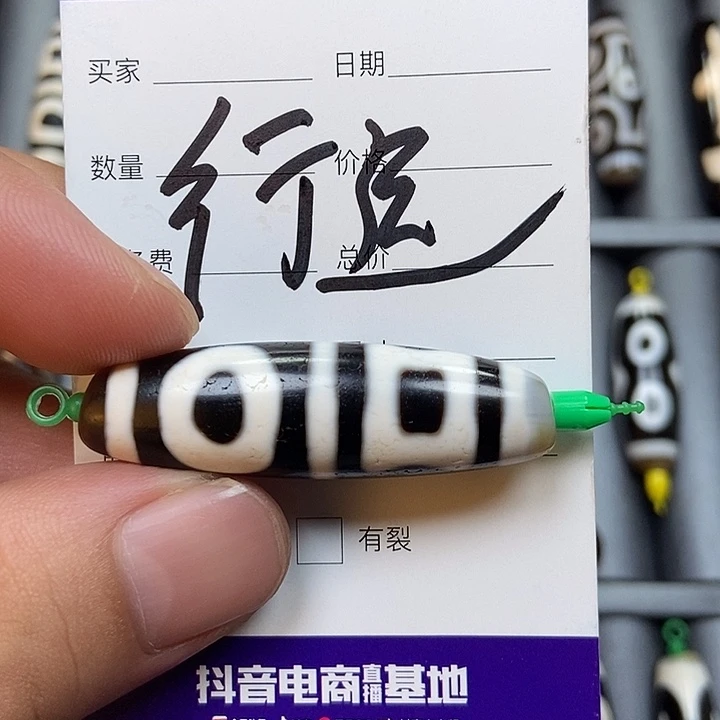 买家 日期
数量 价格
行运
费 总价
有裂
抖音电商直播基地